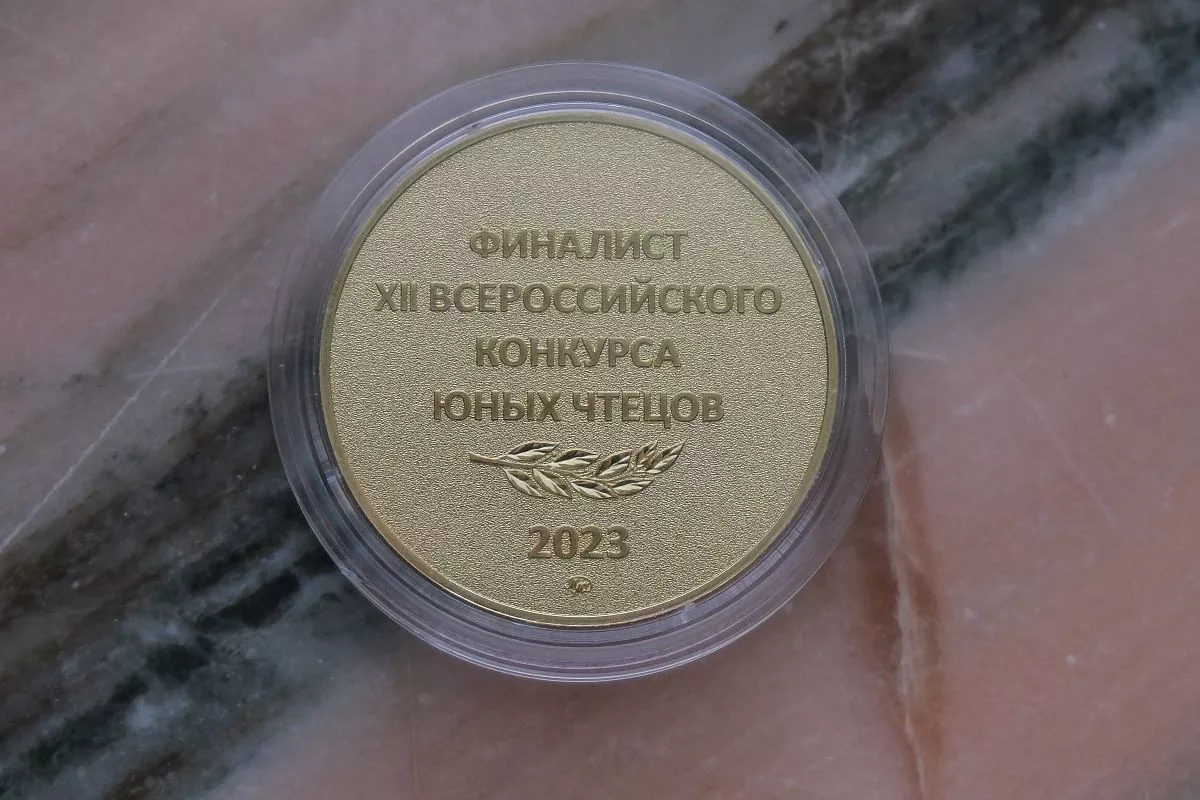 ФИНАЛИСТ
XII ВСЕРОССИЙСКОГО
КОНКУРСА
ЮНЫХ ЧТЕЦОВ
2023